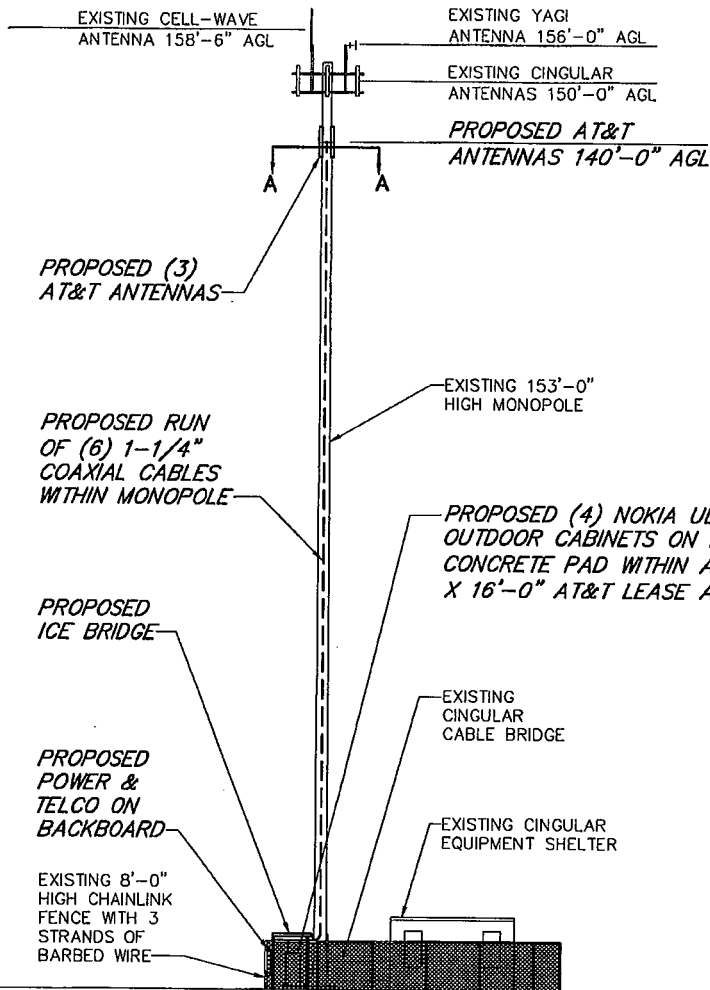 EXISTING CELL-WAVE
ANTENNA 158'-6" AGL
EXISTING YAGI
ANTENNA 156'-0" AGL
EXISTING CINGULAR
ANTENNAS 150'-0" AGL
PROPOSED AT&T
ANTENNAS 140'-0" AGL
A A
PROPOSED (3)
AT&T ANTENNAS
EXISTING 153'-0"
HIGH MONOPOLE
PROPOSED RUN
OF (6) 1-1/4"
COAXIAL CABLES
WITHIN MONOPOLE
PROPOSED (4) NOKIA
OUTDOOR CABINETS ON
CONCRETE PAD WITHIN A
X 16'-0" AT&T LEASE
PROPOSED
ICE BRIDGE
EXISTING
CINGULAR
CABLE BRIDGE
PROPOSED
POWER &
TELCO ON
BACKBOARD
EXISTING CINGULAR
EQUIPMENT SHELTER
EXISTING 8'-0"
HIGH CHAINLINK
FENCE WITH 3
STRANDS OF
BARBED WIRE